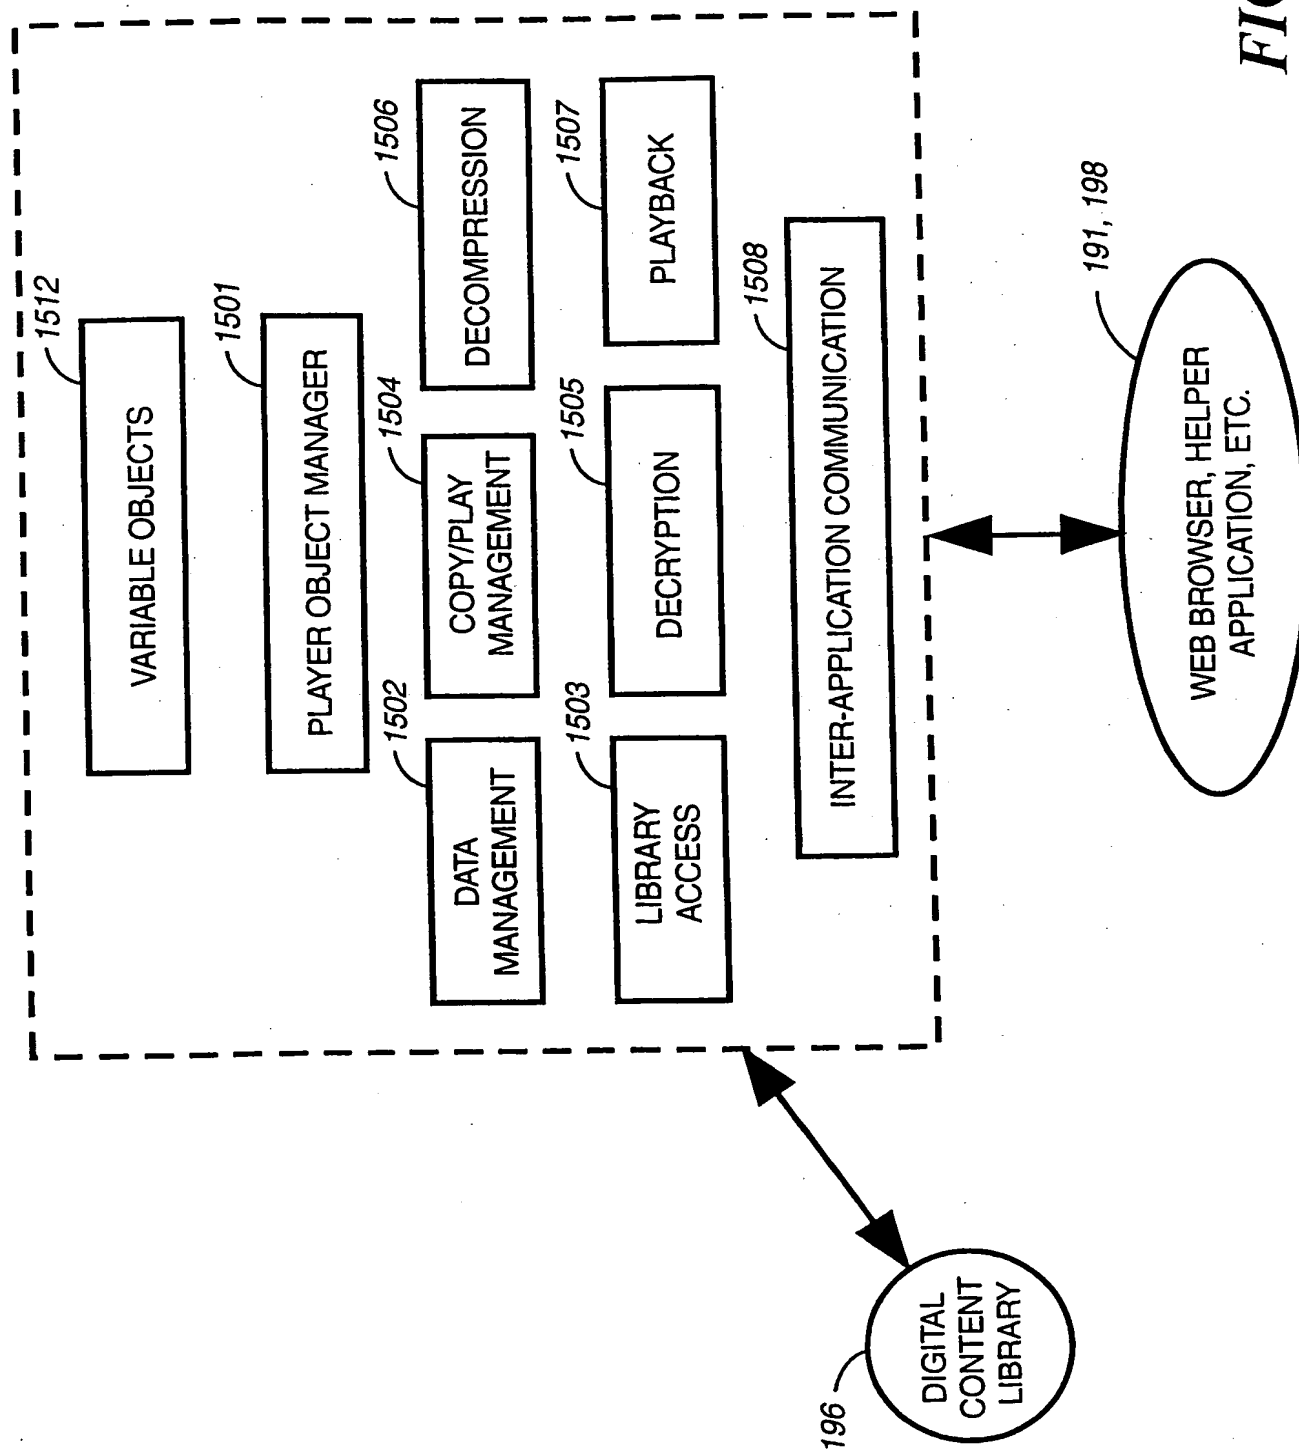 1512
VARIABLE OBJECTS
1501
PLAYER OBJECT MANAGER
1502
DATA
MANAGEMENT
1504
COPY/PLAY
MANAGEMENT
1506
DECOMPRESSION
1503
LIBRARY
ACCESS
1505
DECRYPTION
1507
PLAYBACK
1508
INTER-APPLICATION COMMUNICATION
196
DIGITAL
CONTENT
LIBRARY
191, 198
WEB BROWSER, HELPER
APPLICATION, ETC.